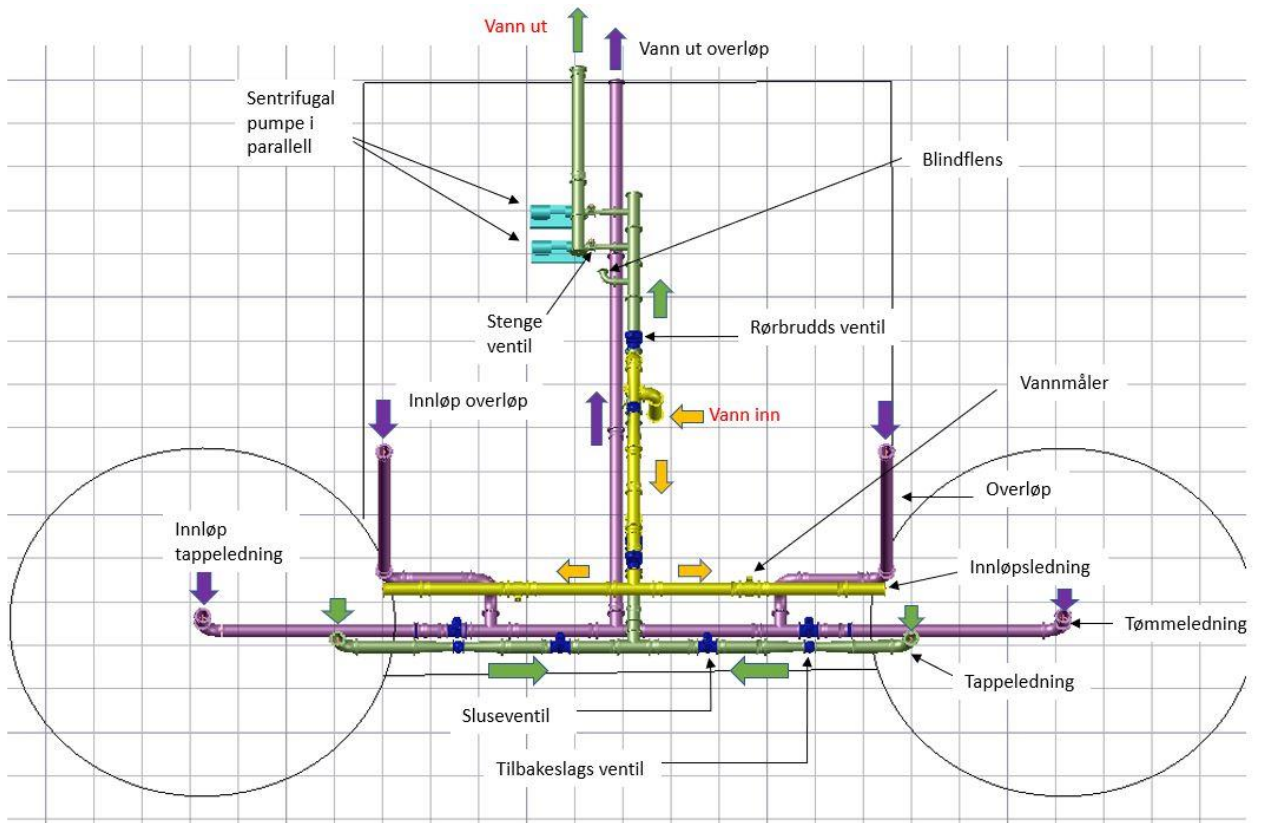 Vann ut
Vann ut overløp
Sentrifugal
pumpe i
parallell
Blindflens
Stenge
ventil
Rørbrudds ventil
Vannmåler
Innløp overløp
Vann inn
Overløp
Innløp
tappeledning
Innløpsledning
Tømmeledning
Tappeledning
Sluseventil
Tilbakeslags ventil